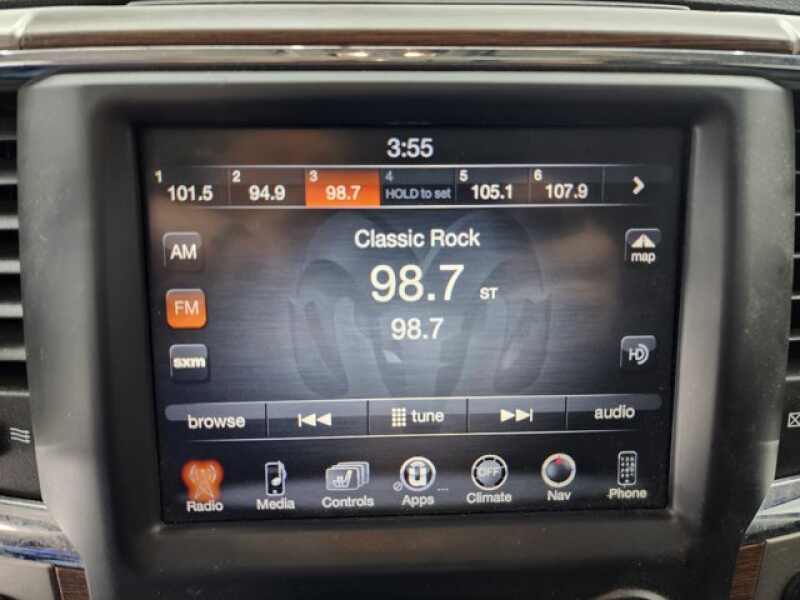 3:55
1 101.5 2 94.9 3 98.7 4 HOLD to set 5 105.1 6 107.9
Classic Rock
AM
98.7 ST
map
FM
98.7
sxm
HD
browse tune audio
Radio Media Controls Apps OFF Climate Nav Phone